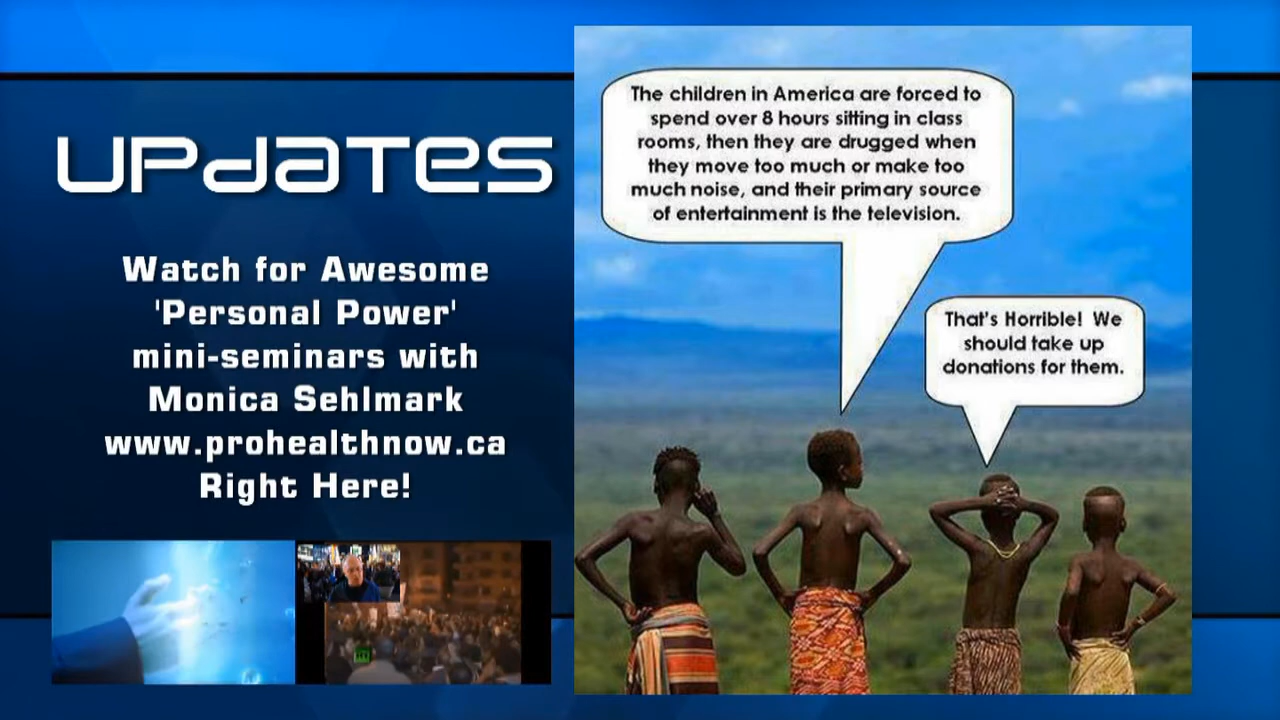 UPdATES
Watch for Awesome
'Personal Power'
mini-seminars with
Monica Sehlmark
www.prohealthnow.ca
Right Here!
The children in America are forced to
spend over 8 hours sitting in class
rooms, then they are drugged when
they move too much or make too
much noise, and their primary source
of entertainment is the television.
That's Horrible! We
should take up
donations for them.
RT